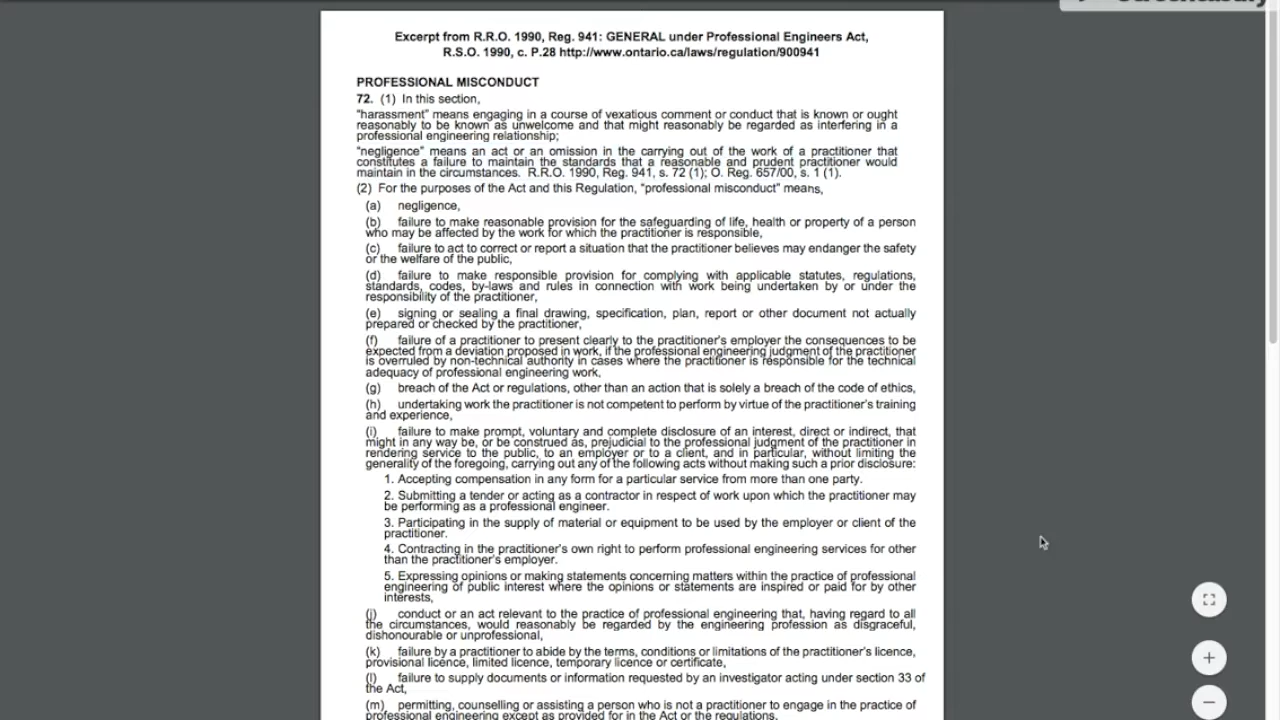 Excerpt from R.R.O. 1990, Reg. 941: GENERAL under Professional Engineers Act,
R.S.O. 1990, c. P.28 http://www.ontario.ca/laws/regulation/900941
PROFESSIONAL MISCONDUCT
72. (1) In this section,
"harassment" means engaging in a course of vexatious comment or conduct that is known or ought
reasonably to be known as unwelcome and that might reasonably be regarded as interfering in a
professional engineering relationship;
"negligence" means an act or an omission in the carrying out of the work of a practitioner that
constitutes a failure to maintain the standards that a reasonable and prudent practitioner would
maintain in the circumstances. R.R.O. 1990, Reg. 941, s. 72 (1); O. Reg. 657/00, s. 1 (1).
(2) For the purposes of the Act and this Regulation, "professional misconduct" means,
(a) negligence,
(b) failure to make reasonable provision for the safeguarding of life, health or property of a person
who may be affected by the work for which the practitioner is responsible,
(c) failure to act to correct or report a situation that the practitioner believes may endanger the safety
or the welfare of the public,
(d) failure to make responsible provision for complying with applicable statutes, regulations,
standards, codes, by-laws and rules in connection with work being undertaken by or under the
responsibility of the practitioner,
(e) signing or sealing a final drawing, specification, plan, report or other document not actually
prepared or checked by the practitioner,
(f) failure of a practitioner to present clearly to the practitioner's employer the consequences to be
expected from a deviation proposed in work, if the professional engineering judgment of the practitioner
is overruled by non-technical authority in cases where the practitioner is responsible for the technical
adequacy of professional engineering work,
(g) breach of the Act or regulations, other than an action that is solely a breach of the code of ethics,
(h) undertaking work the practitioner is not competent to perform by virtue of the practitioner's training
and experience,
(i) failure to make prompt, voluntary and complete disclosure of an interest, direct or indirect, that
might in any way be, or be construed as, prejudicial to the professional judgment of the practitioner in
rendering service to the public, to an employer or to a client, and in particular, without limiting the
generality of the foregoing, carrying out any of the following acts without making such a prior disclosure:
1. Accepting compensation in any form for a particular service from more than one party.
2. Submitting a tender or acting as a contractor in respect of work upon which the practitioner may
be performing as a professional engineer.
3. Participating in the supply of material or equipment to be used by the employer or client of the
practitioner.
4. Contracting in the practitioner's own right to perform professional engineering services for other
than the practitioner's employer.
5. Expressing opinions or making statements concerning matters within the practice of professional
engineering of public interest where the opinions or statements are inspired or paid for by other
interests,
(j) conduct or an act relevant to the practice of professional engineering that, having regard to all
the circumstances, would reasonably be regarded by the engineering profession as disgraceful,
dishonourable or unprofessional,
(k) failure by a practitioner to abide by the terms, conditions or limitations of the practitioner's licence,
provisional licence, limited licence, temporary licence or certificate,
(l) failure to supply documents or information requested by an investigator acting under section 33 of
the Act,
(m) permitting, counselling or assisting a person who is not a practitioner to engage in the practice of
professional engineering except as provided for in the Act or the regulations,